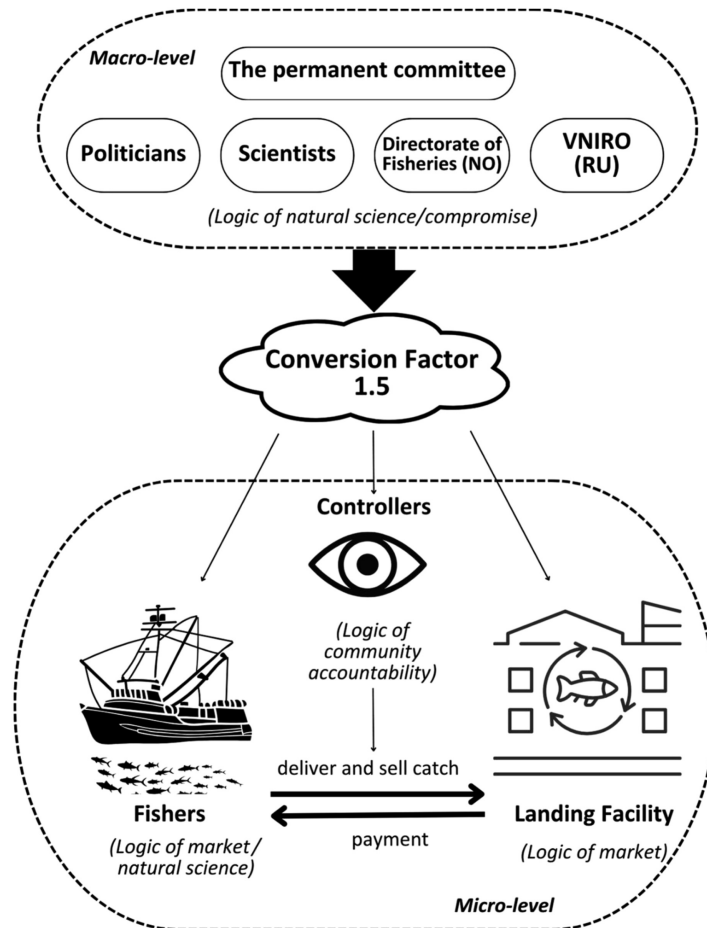 Macro-level
The permanent committee
Politicians
Scientists
Directorate of
Fisheries (NO)
VNIRO
(RU)
(Logic of natural science/compromise)
Conversion Factor
1.5
Controllers
(Logic of
community
accountability)
deliver and sell catch
Fishers
Landing Facility
payment
(Logic of market/
natural science)
(Logic of market)
Micro-level